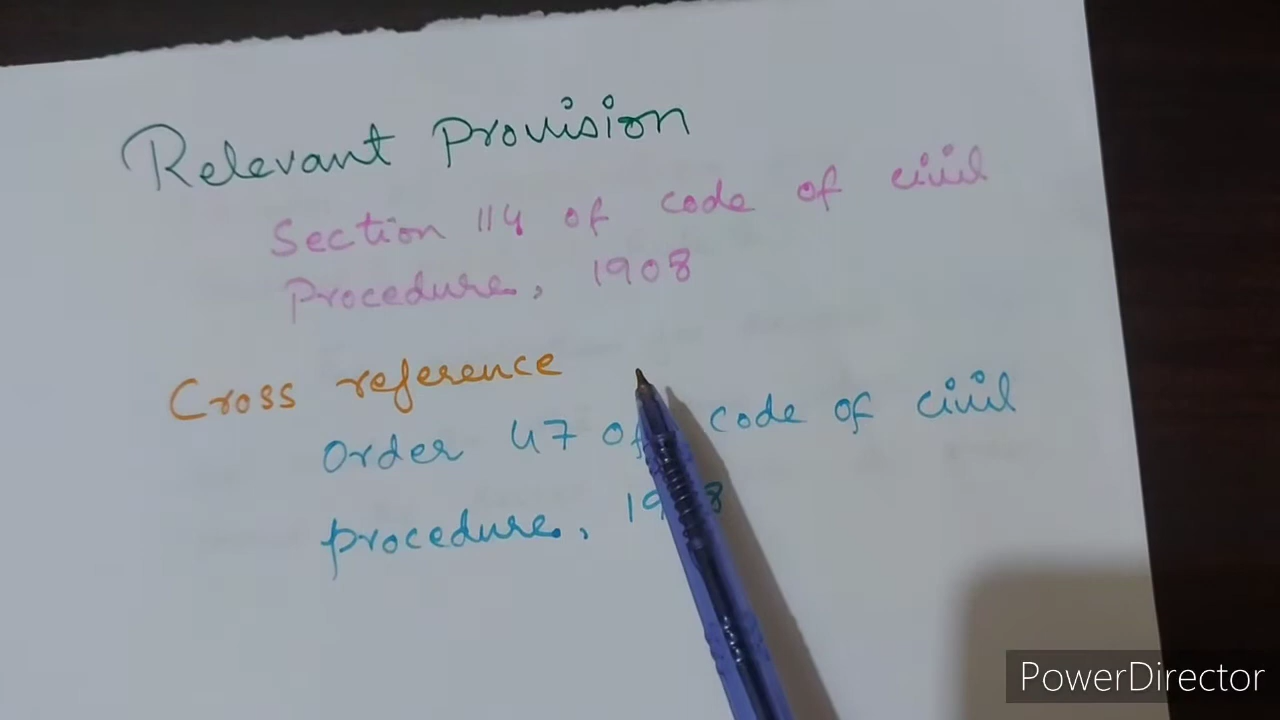 Relevant Provision
Section 114 of code of civil
Procedure, 1908
Cross reference
Order 47 of code of civil
procedure,
PowerDirector